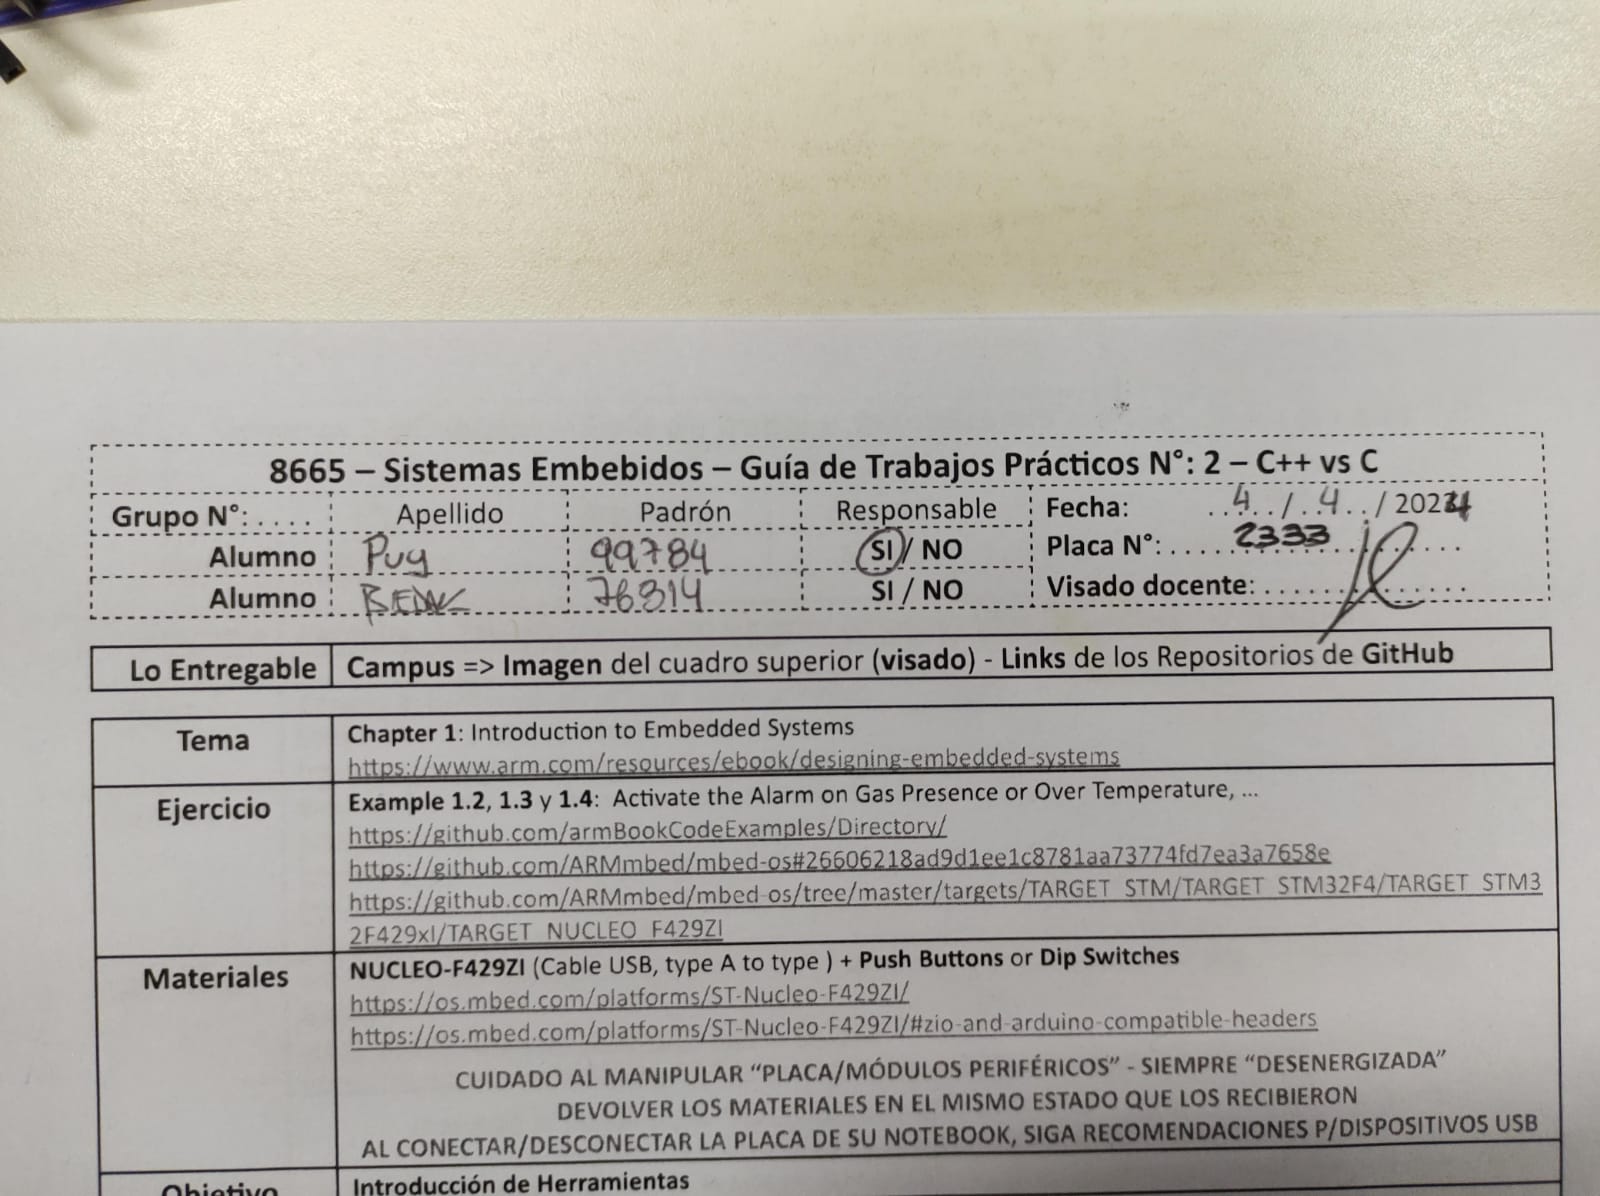 8665 – Sistemas Embebidos – Guía de Trabajos Prácticos N°: 2 – C++ vs C
Grupo N°: . . . . Apellido Padrón Responsable Fecha: . . 4 . . / . 4 . . / 2024
Alumno Puy 99784 SI / NO Placa N°: . . . . . 2333 . . . . . . .
Alumno 76314 SI / NO Visado docente: . . . . . . . . . . . .
Lo Entregable Campus => Imagen del cuadro superior (visado) - Links de los Repositorios de GitHub
Tema Chapter 1: Introduction to Embedded Systems
https://www.arm.com/resources/ebook/designing-embedded-systems
Ejercicio Example 1.2, 1.3 y 1.4: Activate the Alarm on Gas Presence or Over Temperature, ...
https://github.com/armBookCodeExamples/Directory/
https://github.com/ARMmbed/mbed-os#26606218ad9d1ee1c8781aa73774fd7ea3a7658e
https://github.com/ARMmbed/mbed-os/tree/master/targets/TARGET_STM/TARGET_STM32F4/TARGET_STM3
2F429xI/TARGET_NUCLEO_F429ZI
Materiales NUCLEO-F429ZI (Cable USB, type A to type ) + Push Buttons or Dip Switches
https://os.mbed.com/platforms/ST-Nucleo-F429ZI/
https://os.mbed.com/platforms/ST-Nucleo-F429ZI/#zio-and-arduino-compatible-headers
CUIDADO AL MANIPULAR “PLACA/MÓDULOS PERIFÉRICOS” - SIEMPRE “DESENERGIZADA”
DEVOLVER LOS MATERIALES EN EL MISMO ESTADO QUE LOS RECIBIERON
AL CONECTAR/DESCONECTAR LA PLACA DE SU NOTEBOOK, SIGA RECOMENDACIONES P/DISPOSITIVOS USB
Objetivo Introducción de Herramientas